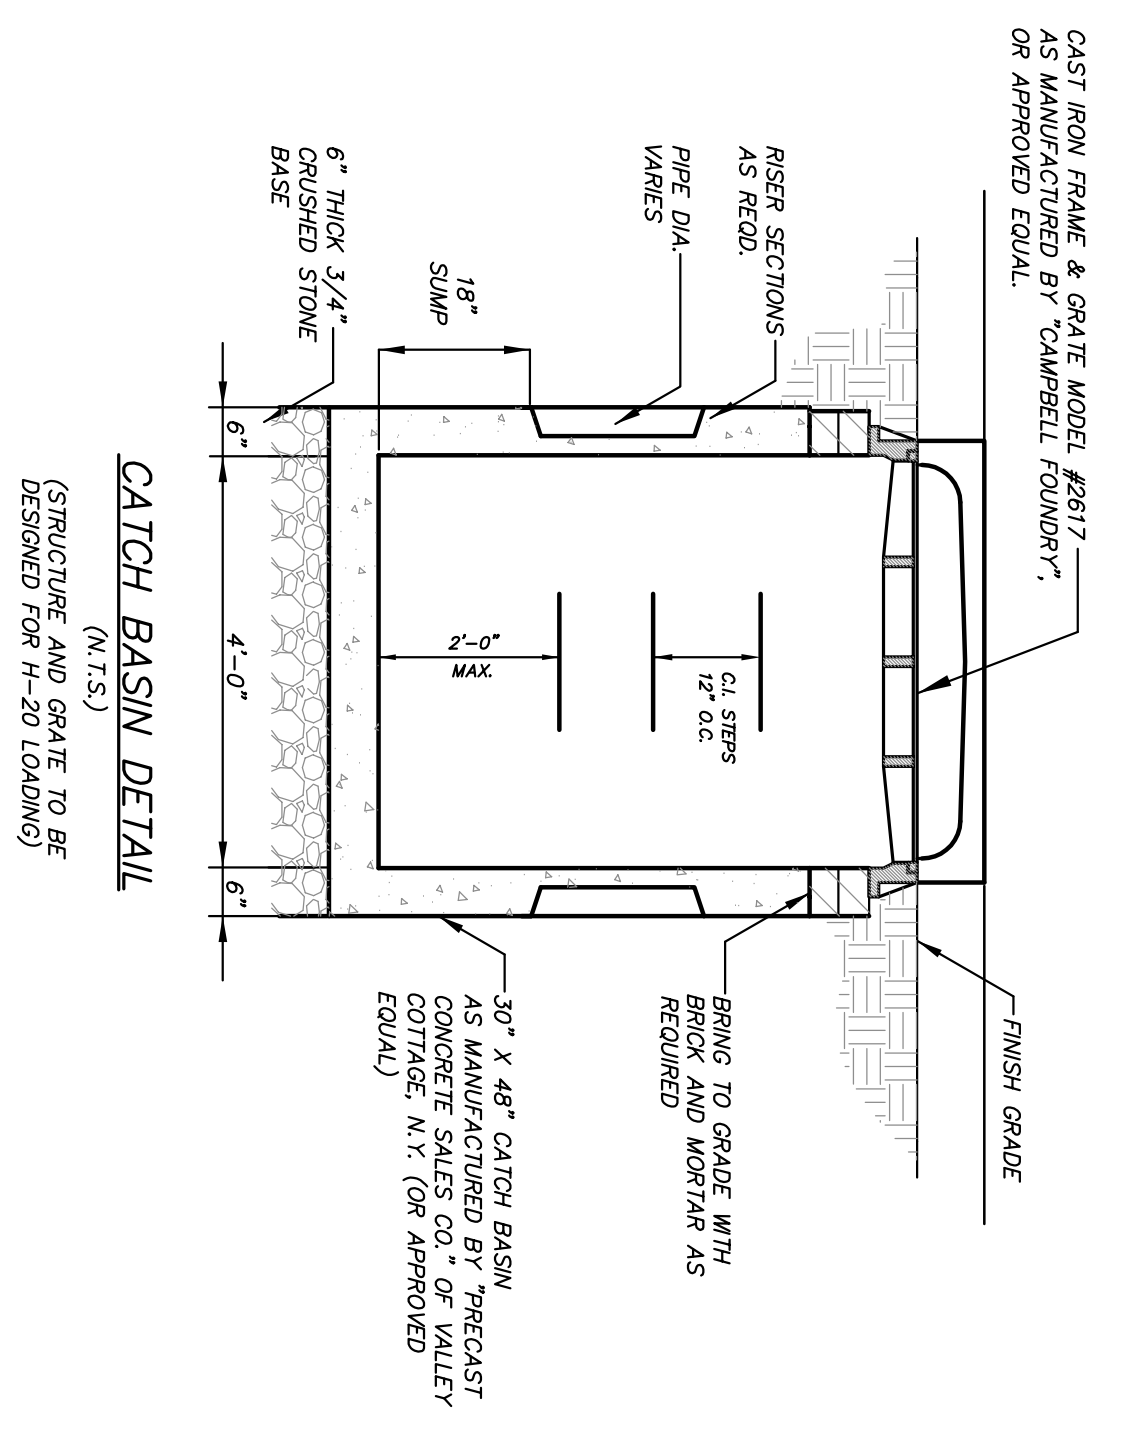 CAST IRON FRAME & GRATE MODEL #2617
AS MANUFACTURED BY "CAMPBELL FOUNDRY",
OR APPROVED EQUAL.
FINISH GRADE
RISER SECTIONS
AS REQD.
C.I. STEPS
12" O.C.
BRING TO GRADE WITH
BRICK AND MORTAR AS
REQUIRED
PIPE DIA.
VARIES
2'-0"
MAX.
18"
SUMP
30" X 48" CATCH BASIN
AS MANUFACTURED BY "PRECAST
CONCRETE SALES CO." OF VALLEY
COTTAGE, N.Y. (OR APPROVED
EQUAL)
6" THICK 3/4"
CRUSHED STONE
BASE
6"
4'-0"
6"
CATCH BASIN DETAIL
(N.T.S.)
(STRUCTURE AND GRATE TO BE
DESIGNED FOR H-20 LOADING)